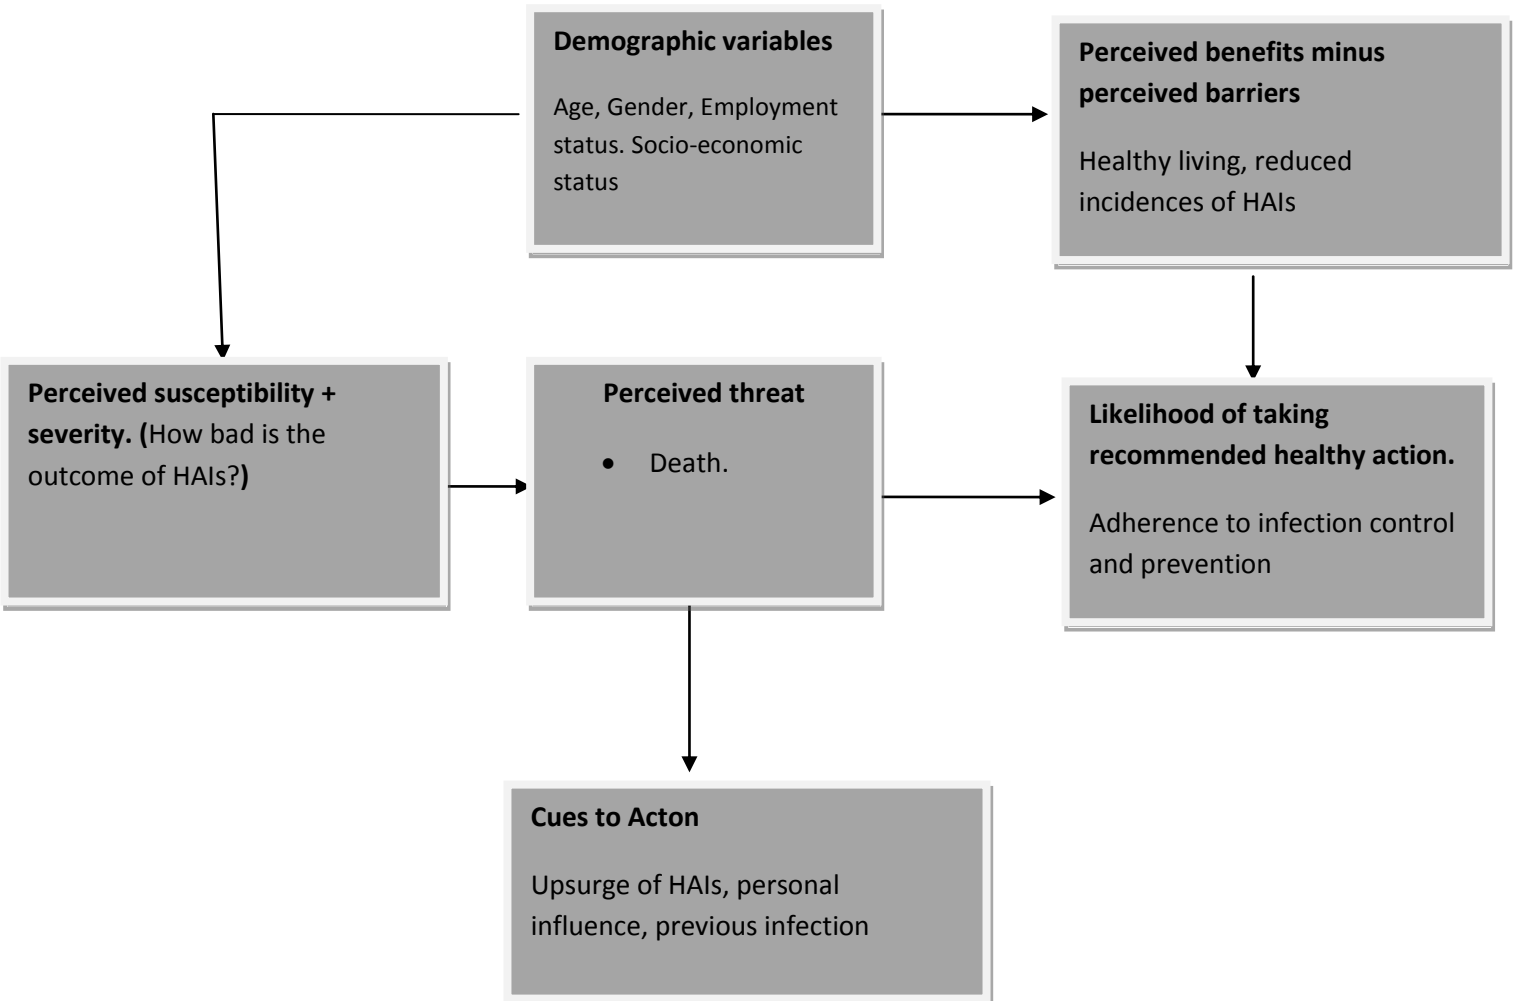 Demographic variables
Age, Gender, Employment
status. Socio-economic
status
Perceived benefits minus
perceived barriers
Healthy living, reduced
incidences of HAIs
Perceived susceptibility +
severity. (How bad is the
outcome of HAIs?)
Perceived threat
• Death.
Likelihood of taking
recommended healthy action.
Adherence to infection control
and prevention
Cues to Acton
Upsurge of HAIs, personal
influence, previous infection